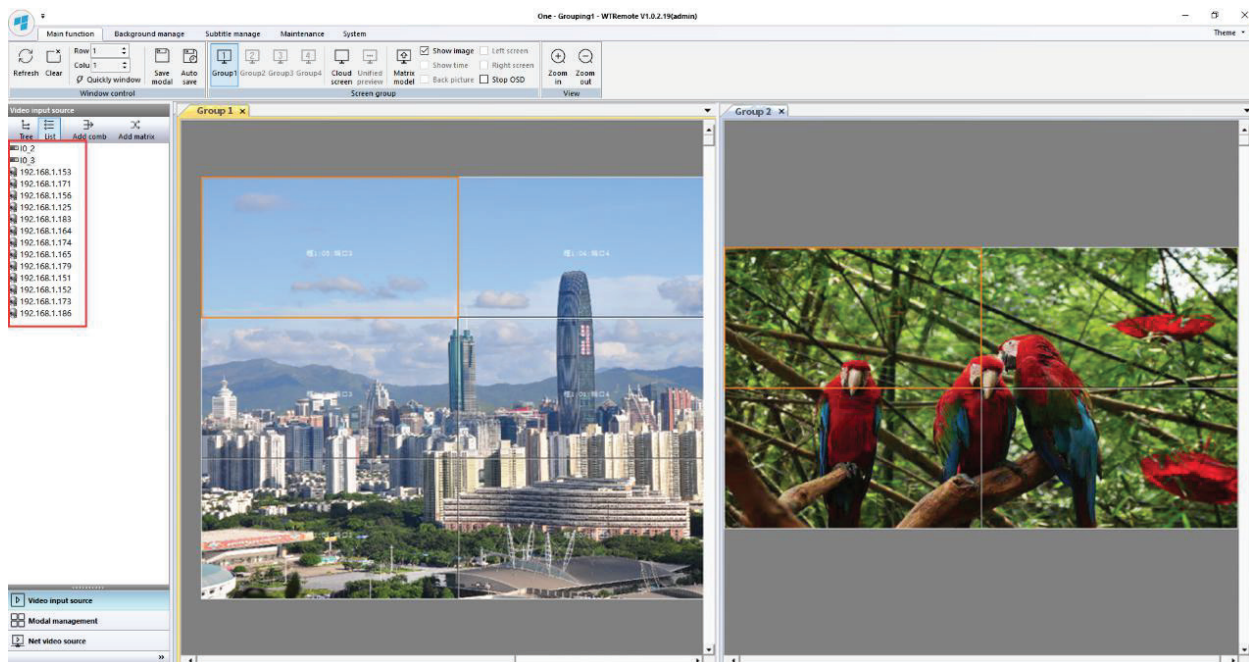 One - Grouping1 - WTRemote V1.0.2.19(admin)
Main function Background manage Subtitle manage Maintenance System
Theme
Refresh
Clear
Row 1
Colu 1
Quickly window
Save modal
Auto save
Window control
Group1 Group2 Group3 Group4
Cloud screen
Unified preview
Matrix model
Show image
Show time
Back picture
Left screen
Right screen
Stop OSD
Screen group
Zoom in
Zoom out
View
Video input source
Tree List Add comb Add matrix
I0_2
I0_3
192.168.1.153
192.168.1.171
192.168.1.156
192.168.1.125
192.168.1.183
192.168.1.164
192.168.1.174
192.168.1.165
192.168.1.179
192.168.1.151
192.168.1.152
192.168.1.173
192.168.1.186
Video input source
Modal management
Net video source
Group 1
Group 2